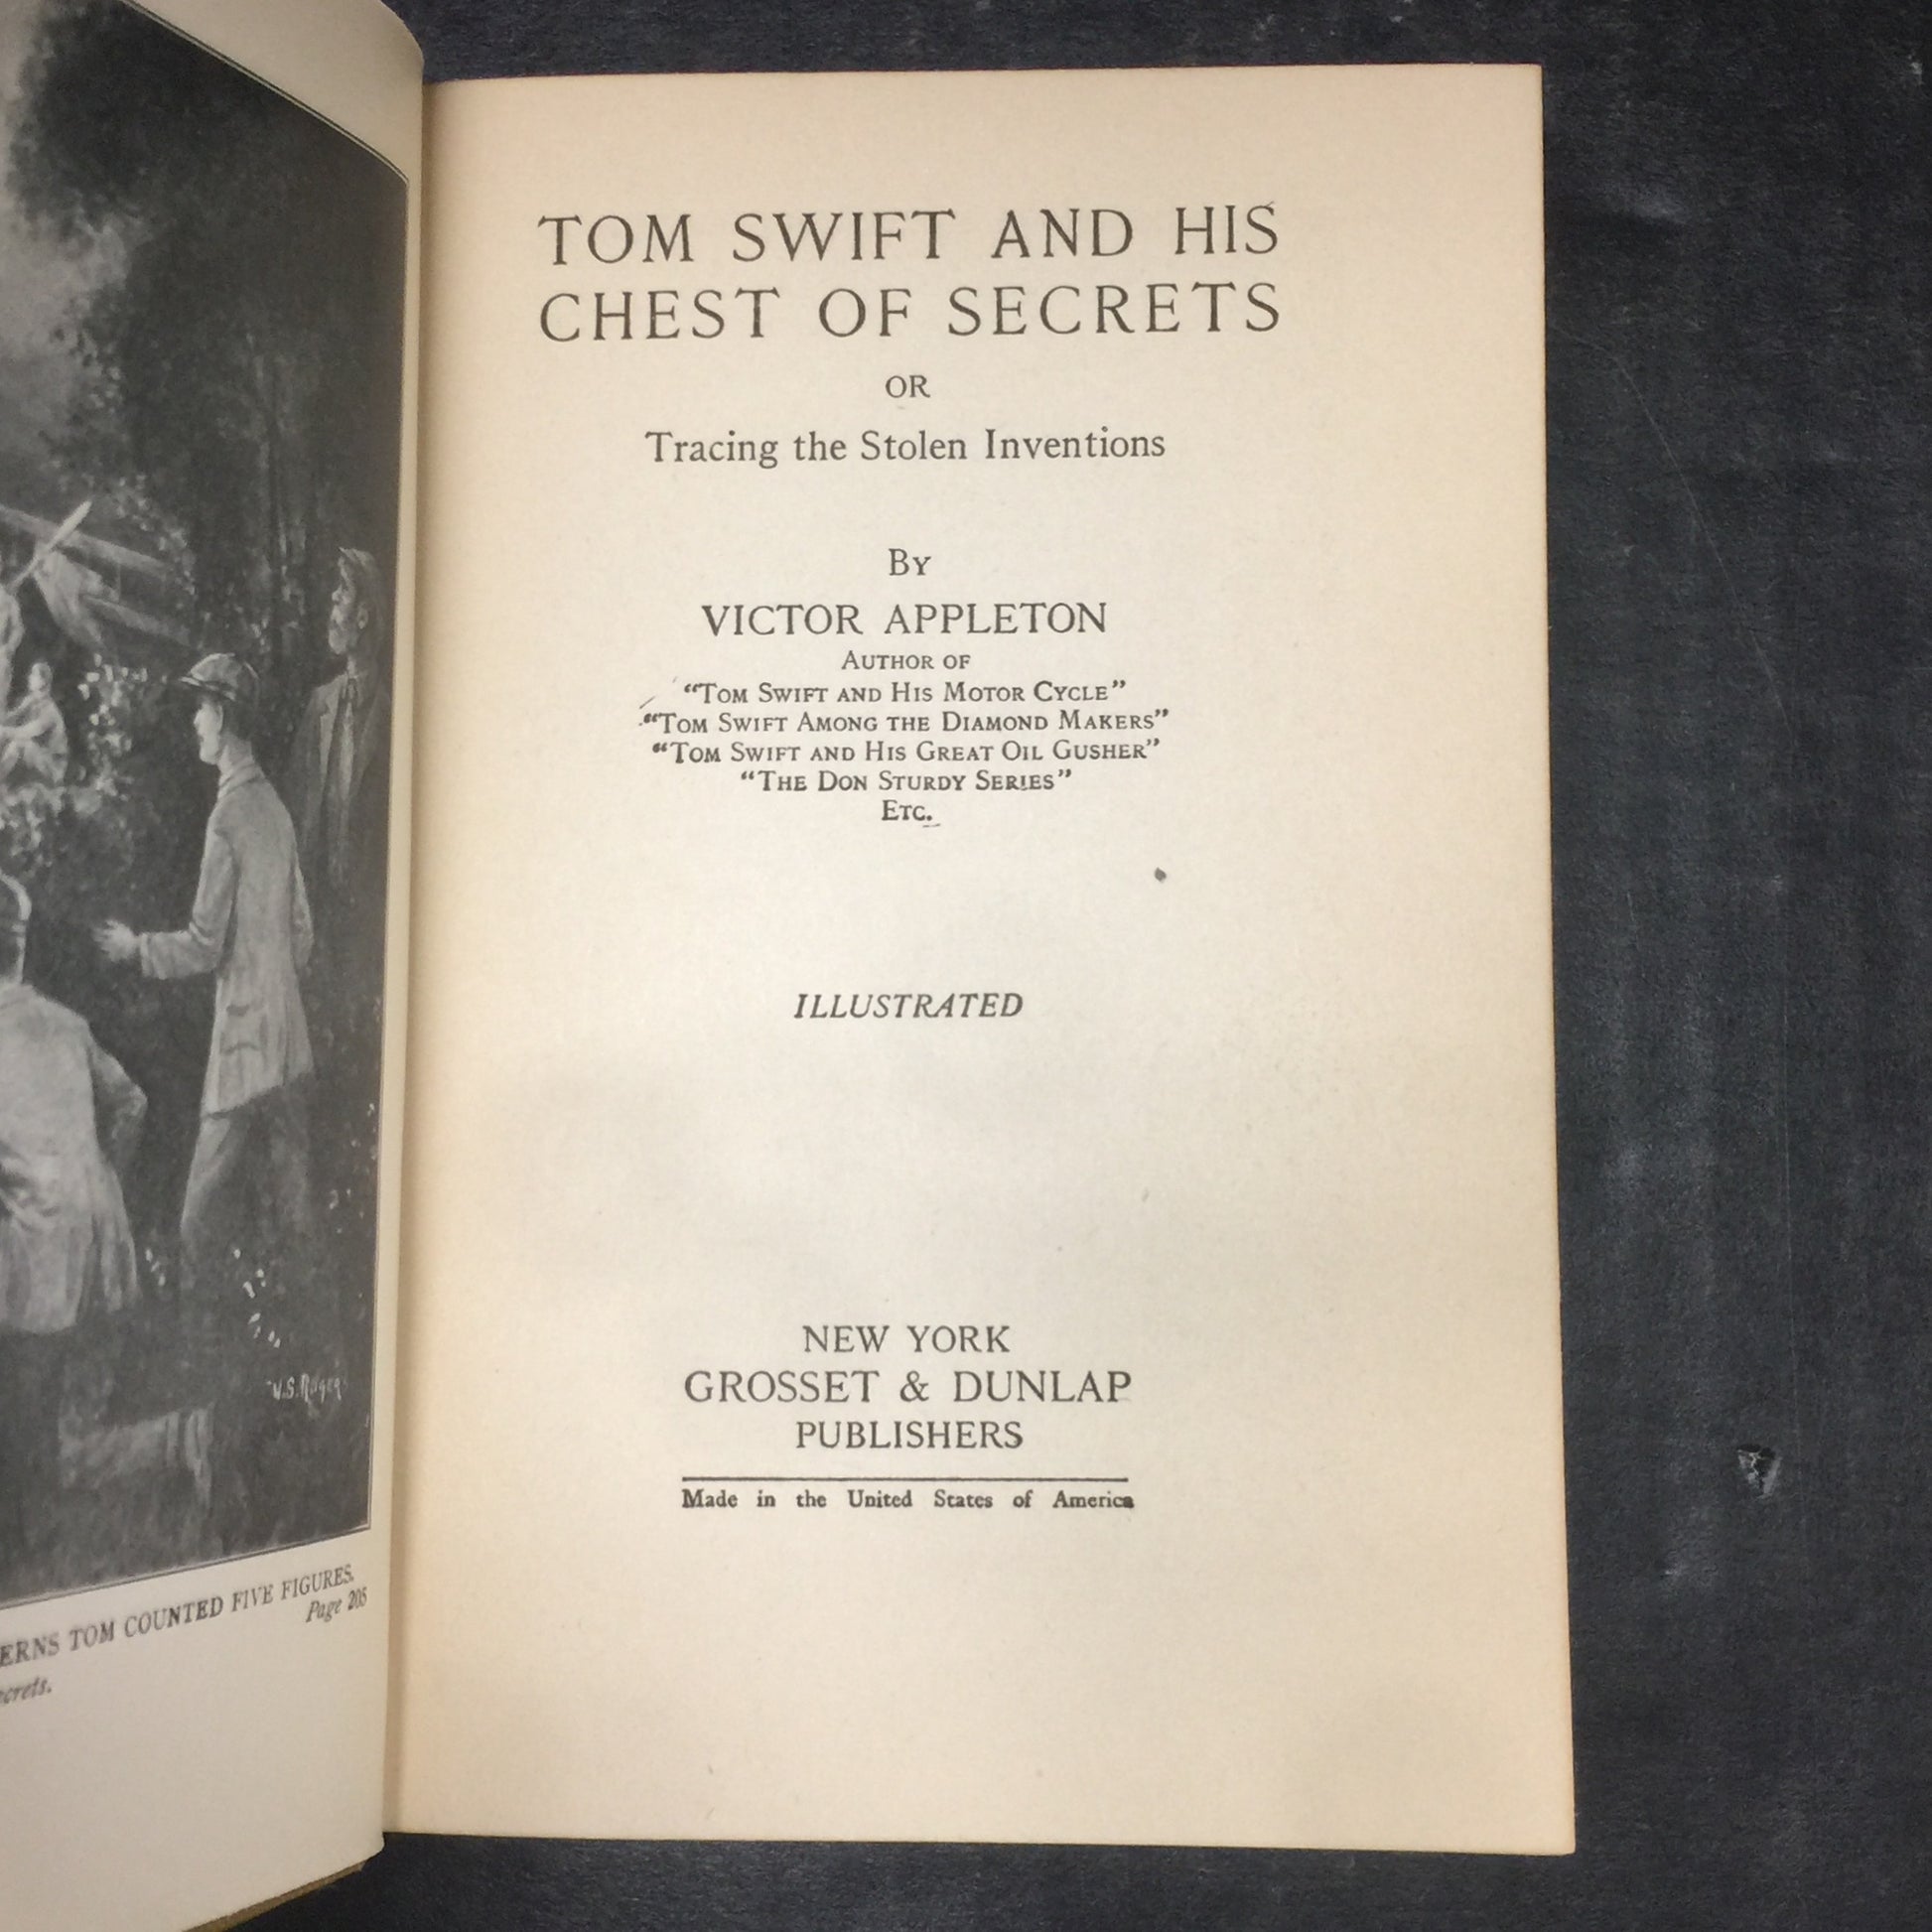 TOM SWIFT AND HIS
CHEST OF SECRETS
OR
Tracing the Stolen Inventions
By
VICTOR APPLETON
AUTHOR OF
“TOM SWIFT AND HIS MOTOR CYCLE”
“TOM SWIFT AMONG THE DIAMOND MAKERS”
“TOM SWIFT AND HIS GREAT OIL GUSHER”
“THE DON STURDY SERIES”
ETC.
ILLUSTRATED
NEW YORK
GROSSET & DUNLAP
PUBLISHERS
Made in the United States of America
W.S.
TOM COUNTED FIVE FIGURES.
Page 205